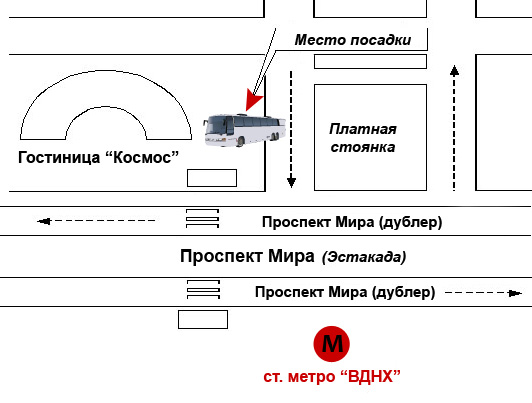 Место посадки
Платная
стоянка
Гостиница “Космос”
Проспект Мира (дублер)
Проспект Мира (Эстакада)
Проспект Мира (дублер)
М
ст. метро “ВДНХ”